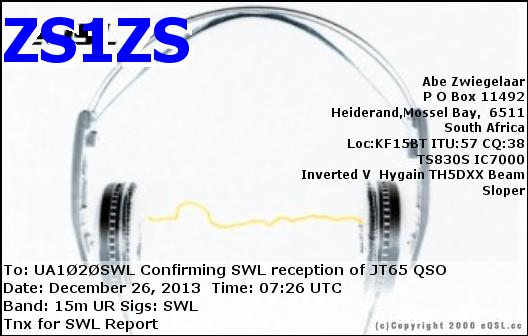 ZS1ZS
Abe Zwiegelaar
P O Box 11492
Heiderand,Mossel Bay, 6511
South Africa
Loc:KF15BT ITU:57 CQ:38
TS830S IC7000
Inverted V Hygain TH5DXX Beam
Sloper
To: UA1Ø2ØSWL Confirming SWL reception of JT65 QSO
Date: December 26, 2013 Time: 07:26 UTC
Band: 15m UR Sigs: SWL
Tnx for SWL Report
(c)Copyright 2000 eQSL.cc